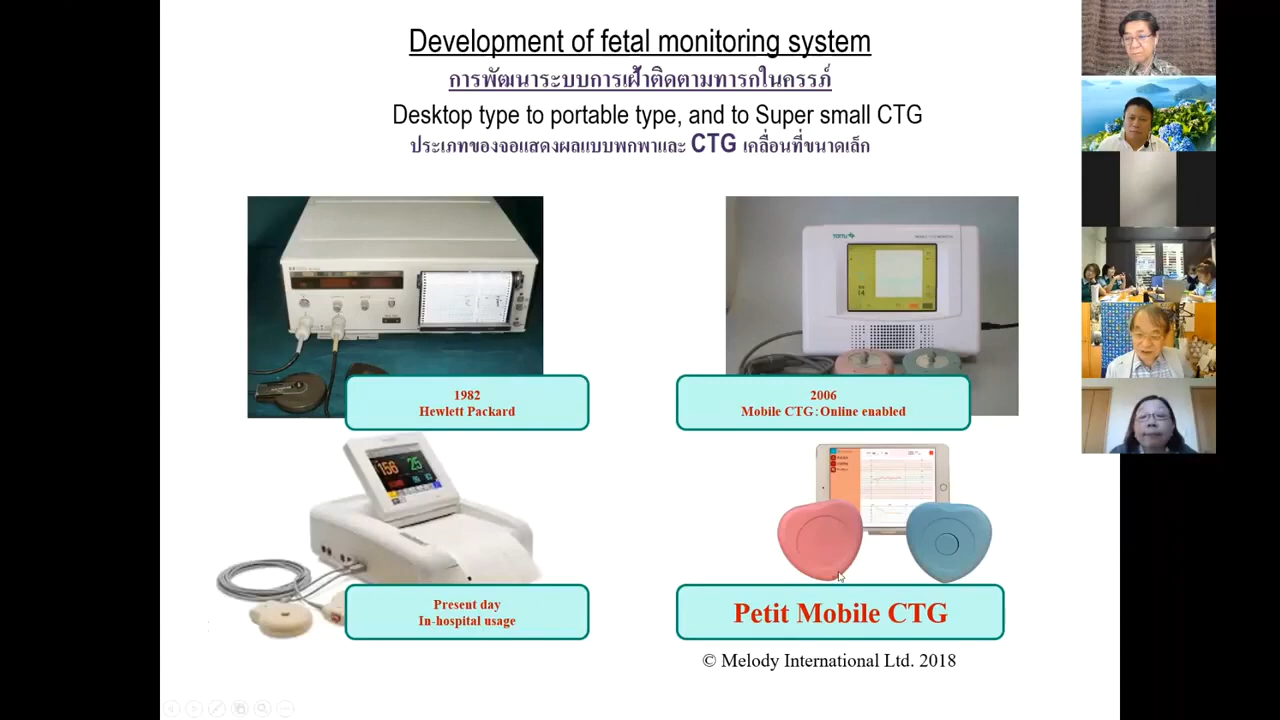 Development of fetal monitoring system
การพัฒนาระบบการเฝ้าติดตามทารกในครรภ์
Desktop type to portable type, and to Super small CTG
ประเภทของจอแสดงผลแบบพกพาและ CTG เคลื่อนที่ขนาดเล็ก
TOITU
1982
Hewlett Packard
2006
Mobile CTG：Online enabled
156 25
Present day
In-hospital usage
Petit Mobile CTG
© Melody International Ltd. 2018